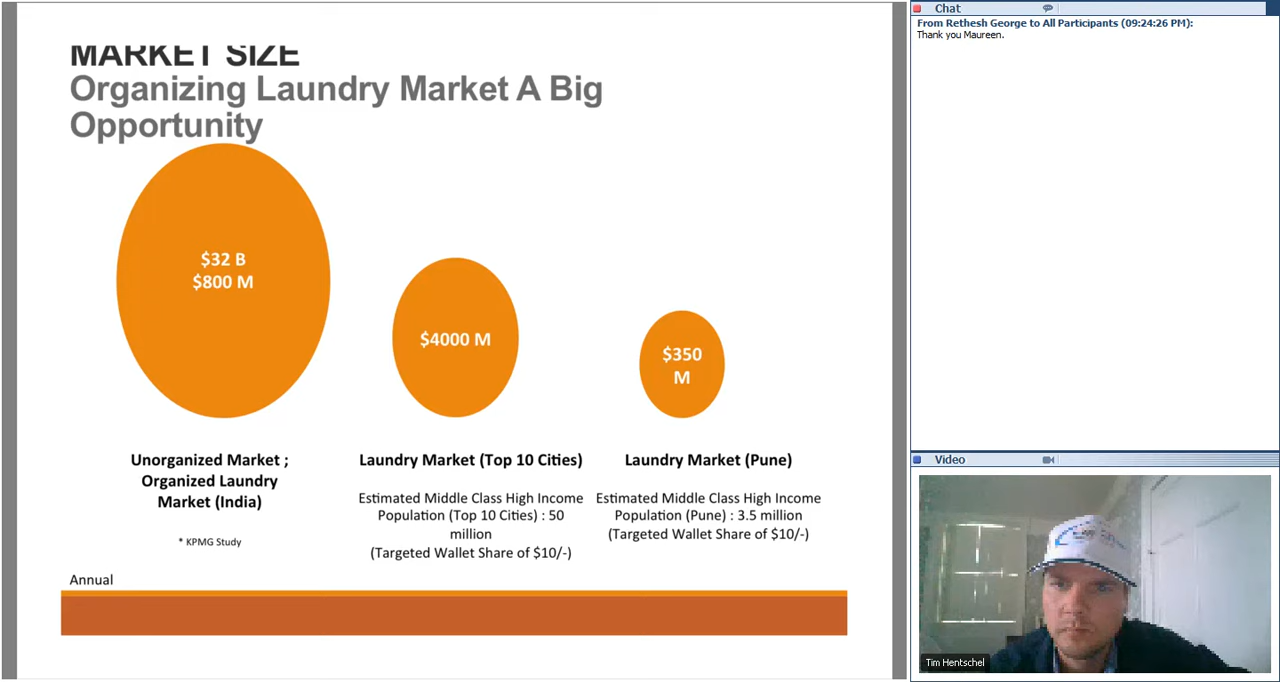 MARKET SIZE
Organizing Laundry Market A Big
Opportunity
$32 B
$800 M
$4000 M
$350
M
Unorganized Market ;
Organized Laundry
Market (India)
* KPMG Study
Laundry Market (Top 10 Cities)
Estimated Middle Class High Income
Population (Top 10 Cities) : 50
million
(Targeted Wallet Share of $10/-)
Laundry Market (Pune)
Estimated Middle Class High Income
Population (Pune) : 3.5 million
(Targeted Wallet Share of $10/-)
Annual
Chat
From Rethesh George to All Participants (09:24:26 PM):
Thank you Maureen.
Video
Tim Hentschel